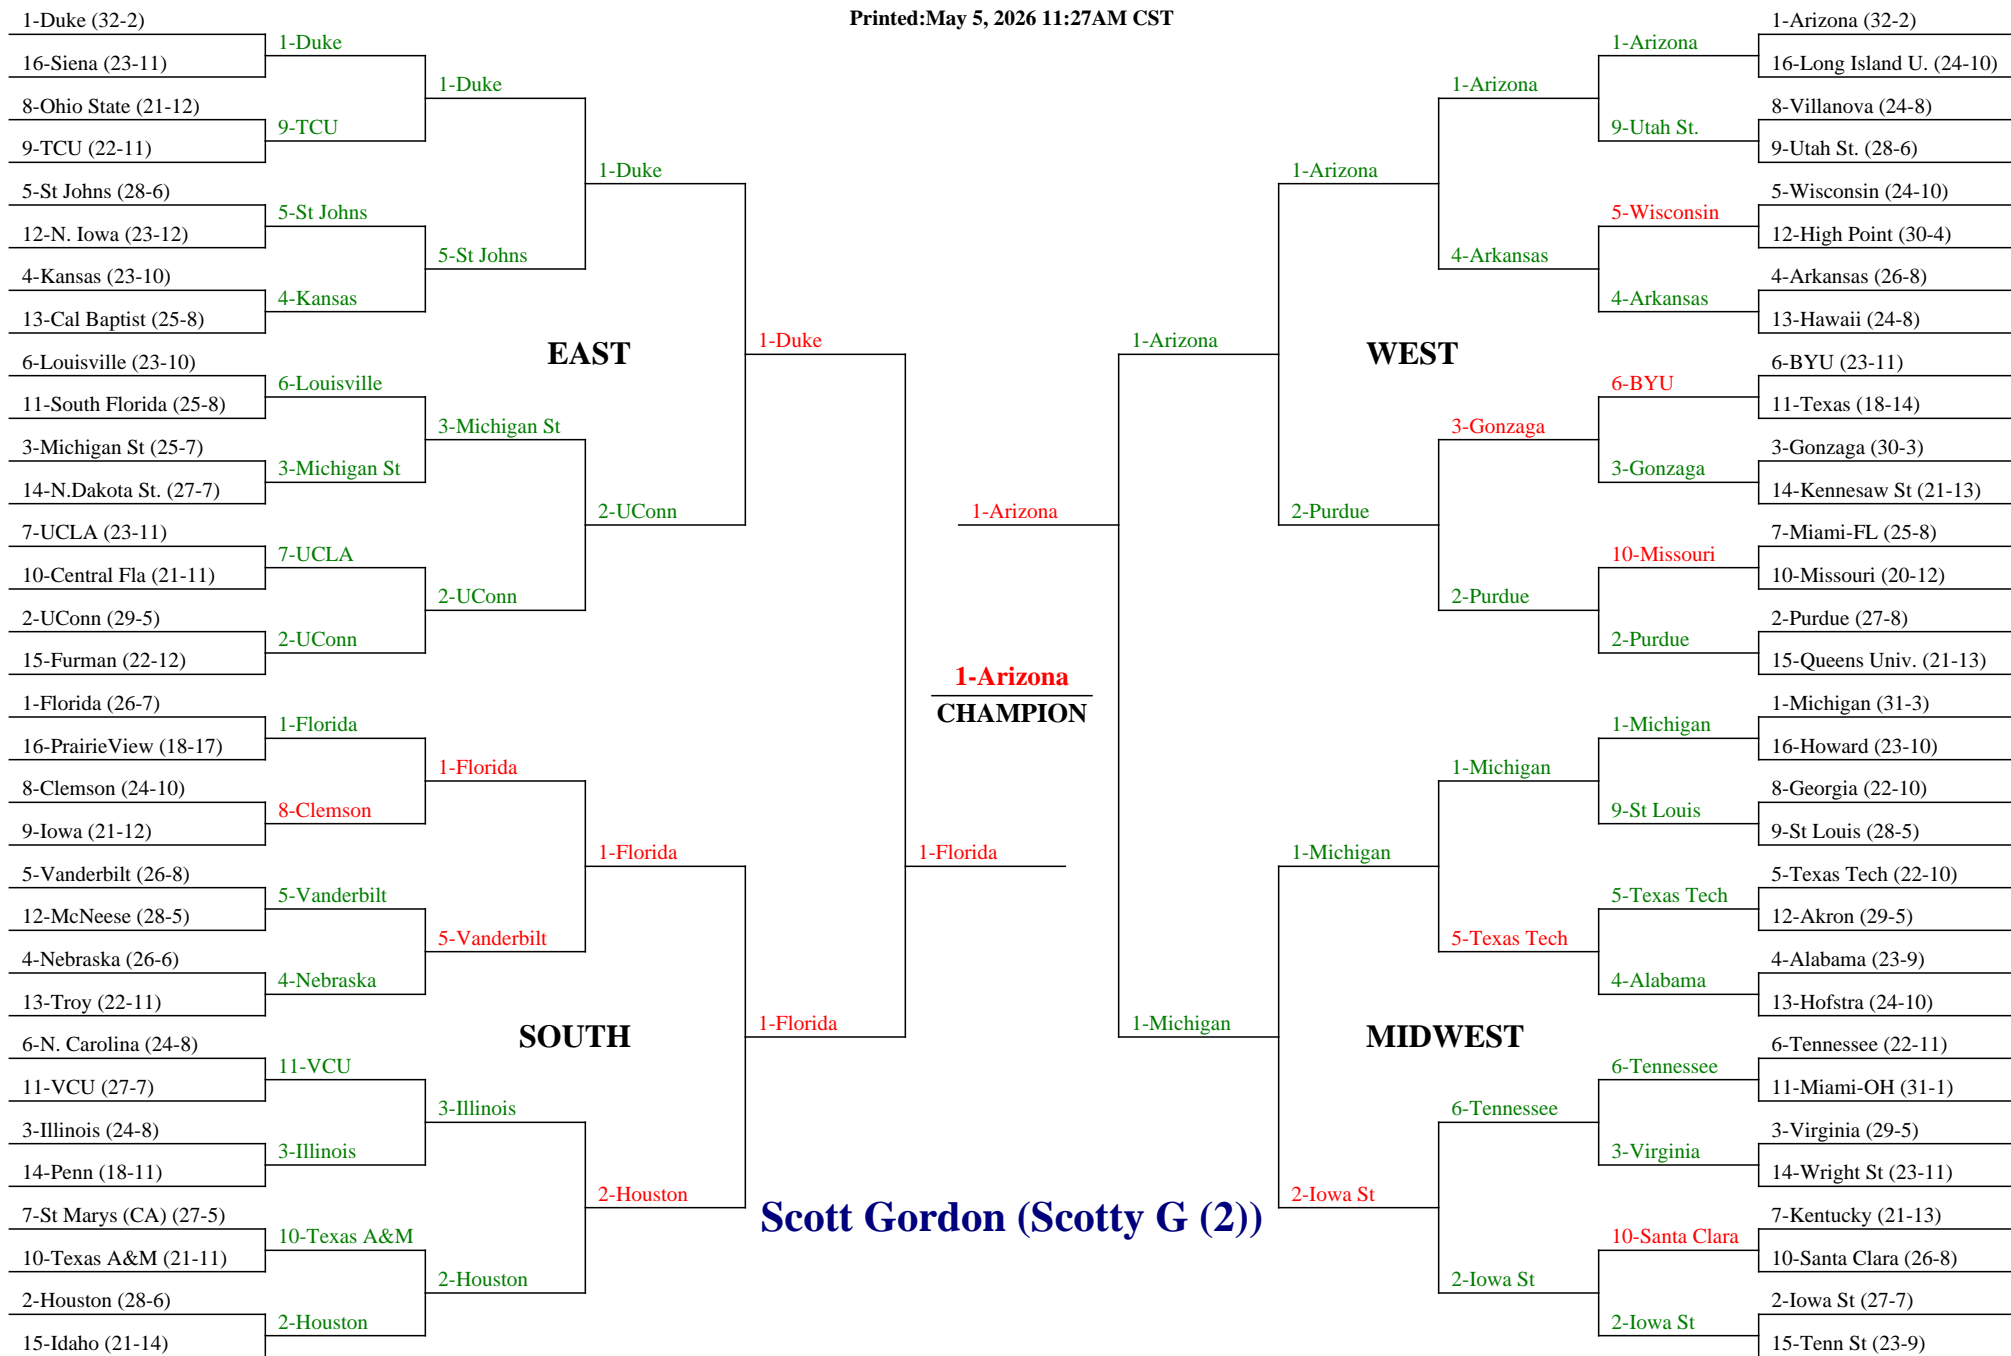 Printed:May 5, 2026 11:27AM CST
1-Duke (32-2)
16-Siena (23-11)
8-Ohio State (21-12)
9-TCU (22-11)
5-St Johns (28-6)
12-N. Iowa (23-12)
4-Kansas (23-10)
13-Cal Baptist (25-8)
6-Louisville (23-10)
11-South Florida (25-8)
3-Michigan St (25-7)
14-N.Dakota St. (27-7)
7-UCLA (23-11)
10-Central Fla (21-11)
2-UConn (29-5)
15-Furman (22-12)
1-Florida (26-7)
16-PrairieView (18-17)
8-Clemson (24-10)
9-Iowa (21-12)
5-Vanderbilt (26-8)
12-McNeese (28-5)
4-Nebraska (26-6)
13-Troy (22-11)
6-N. Carolina (24-8)
11-VCU (27-7)
3-Illinois (24-8)
14-Penn (18-11)
7-St Marys (CA) (27-5)
10-Texas A&M (21-11)
2-Houston (28-6)
15-Idaho (21-14)
1-Duke
9-TCU
5-St Johns
4-Kansas
6-Louisville
3-Michigan St
7-UCLA
2-UConn
1-Florida
8-Clemson
5-Vanderbilt
4-Nebraska
11-VCU
3-Illinois
10-Texas A&M
2-Houston
1-Duke
5-St Johns
3-Michigan St
2-UConn
1-Florida
5-Vanderbilt
3-Illinois
2-Houston
1-Duke
2-UConn
1-Florida
2-Houston
EAST
SOUTH
1-Duke
1-Florida
1-Florida
1-Arizona
1-Arizona
CHAMPION
Scott Gordon (Scotty G (2))
1-Arizona
1-Michigan
WEST
MIDWEST
1-Arizona
2-Purdue
1-Michigan
2-Iowa St
1-Arizona
4-Arkansas
3-Gonzaga
2-Purdue
1-Michigan
5-Texas Tech
6-Tennessee
2-Iowa St
1-Arizona
9-Utah St.
5-Wisconsin
4-Arkansas
6-BYU
3-Gonzaga
10-Missouri
2-Purdue
1-Michigan
9-St Louis
5-Texas Tech
4-Alabama
6-Tennessee
3-Virginia
10-Santa Clara
2-Iowa St
1-Arizona (32-2)
16-Long Island U. (24-10)
8-Villanova (24-8)
9-Utah St. (28-6)
5-Wisconsin (24-10)
12-High Point (30-4)
4-Arkansas (26-8)
13-Hawaii (24-8)
6-BYU (23-11)
11-Texas (18-14)
3-Gonzaga (30-3)
14-Kennesaw St (21-13)
7-Miami-FL (25-8)
10-Missouri (20-12)
2-Purdue (27-8)
15-Queens Univ. (21-13)
1-Michigan (31-3)
16-Howard (23-10)
8-Georgia (22-10)
9-St Louis (28-5)
5-Texas Tech (22-10)
12-Akron (29-5)
4-Alabama (23-9)
13-Hofstra (24-10)
6-Tennessee (22-11)
11-Miami-OH (31-1)
3-Virginia (29-5)
14-Wright St (23-11)
7-Kentucky (21-13)
10-Santa Clara (26-8)
2-Iowa St (27-7)
15-Tenn St (23-9)